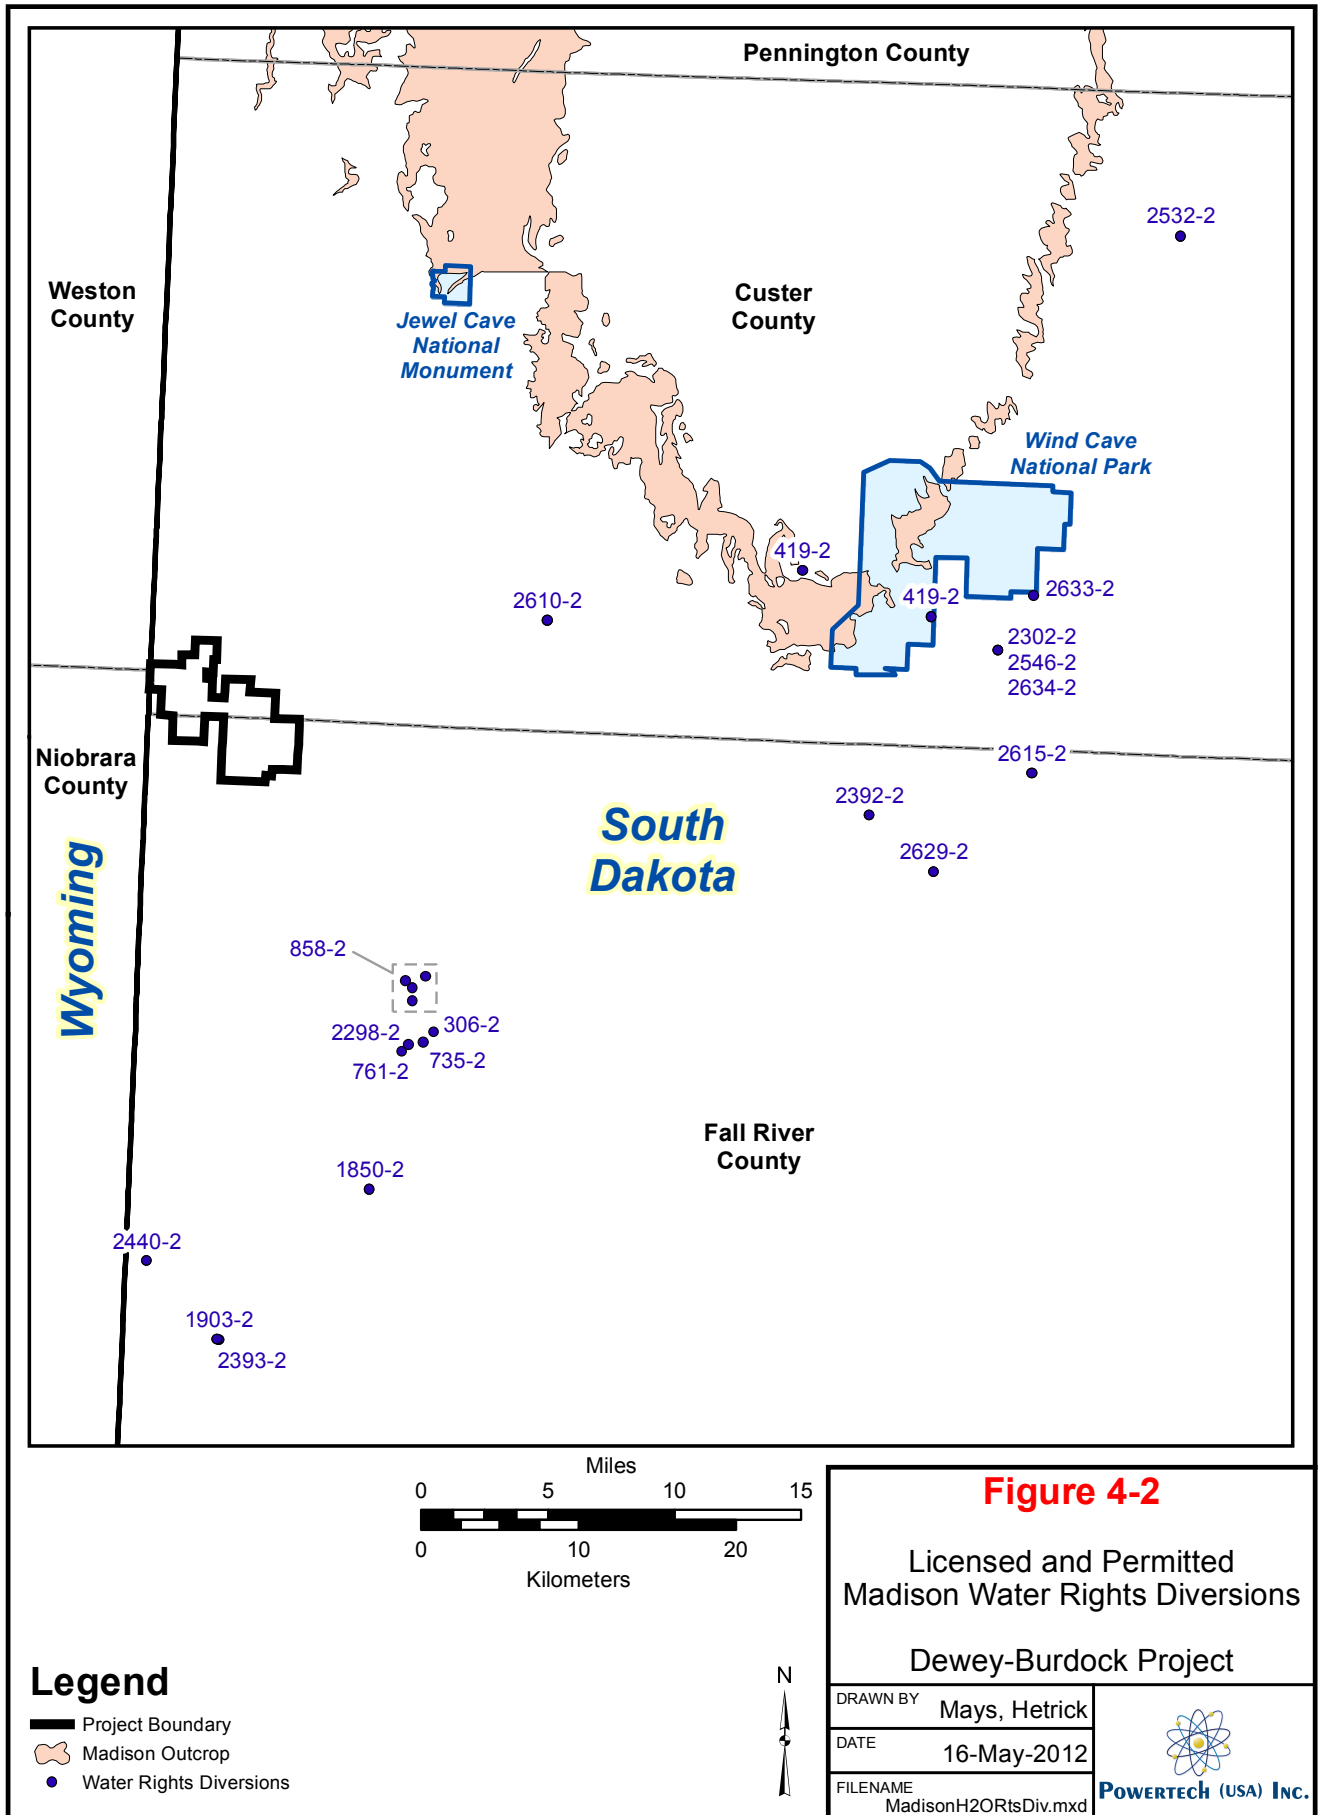 Pennington County
2532-2
Weston
County
Custer
County
Jewel Cave
National
Monument
Wind Cave
National Park
419-2
2610-2
419-2
2633-2
2302-2
2546-2
2634-2
Niobrara
County
2615-2
2392-2
2629-2
South
Dakota
Wyoming
858-2
2298-2
306-2
761-2
735-2
Fall River
County
1850-2
2440-2
1903-2
2393-2
Miles
0 5 10 15
0 10 20
Kilometers
Figure 4-2
Licensed and Permitted
Madison Water Rights Diversions
Dewey-Burdock Project
Legend
Project Boundary
Madison Outcrop
Water Rights Diversions
N
DRAWN BY Mays, Hetrick
DATE 16-May-2012
FILENAME
MadisonH2ORtsDiv.mxd
POWERTECH (USA) INC.